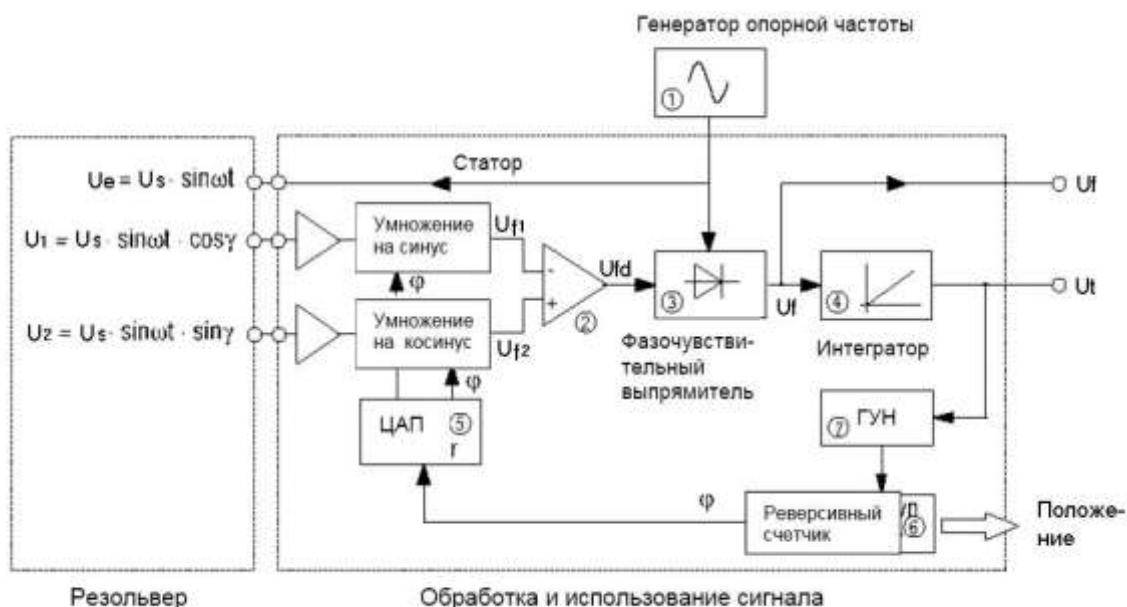 Генератор опорной частоты
①
Статор
Ue = Us · sinωt
Uf
U1 = Us · sinωt · cosγ
Умножение
на синус
Uf1
-
Ufd
③
Uf
④
Ut
φ
+
②
U2 = Us · sinωt · sinγ
Умножение
на косинус
Uf2
φ
Фазочувстви-
тельный
выпрямитель
Интегратор
ЦАП
⑤
r
⑦
ГУН
φ
Реверсивный
счетчик
⑥
Положе-
ние
Резольвер
Обработка и использование сигнала